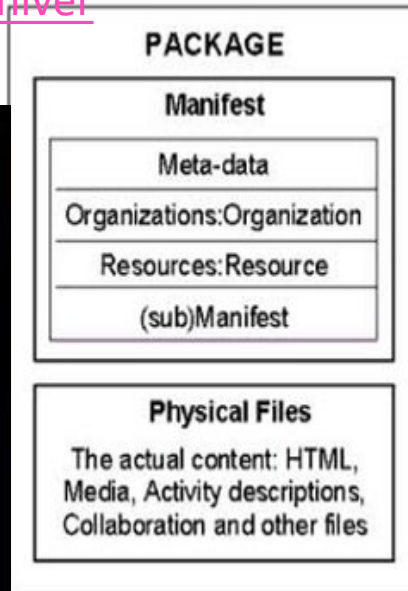 PACKAGE
Manifest
Meta-data
Organizations:Organization
Resources:Resource
(sub)Manifest
Physical Files
The actual content: HTML,
Media, Activity descriptions,
Collaboration and other files